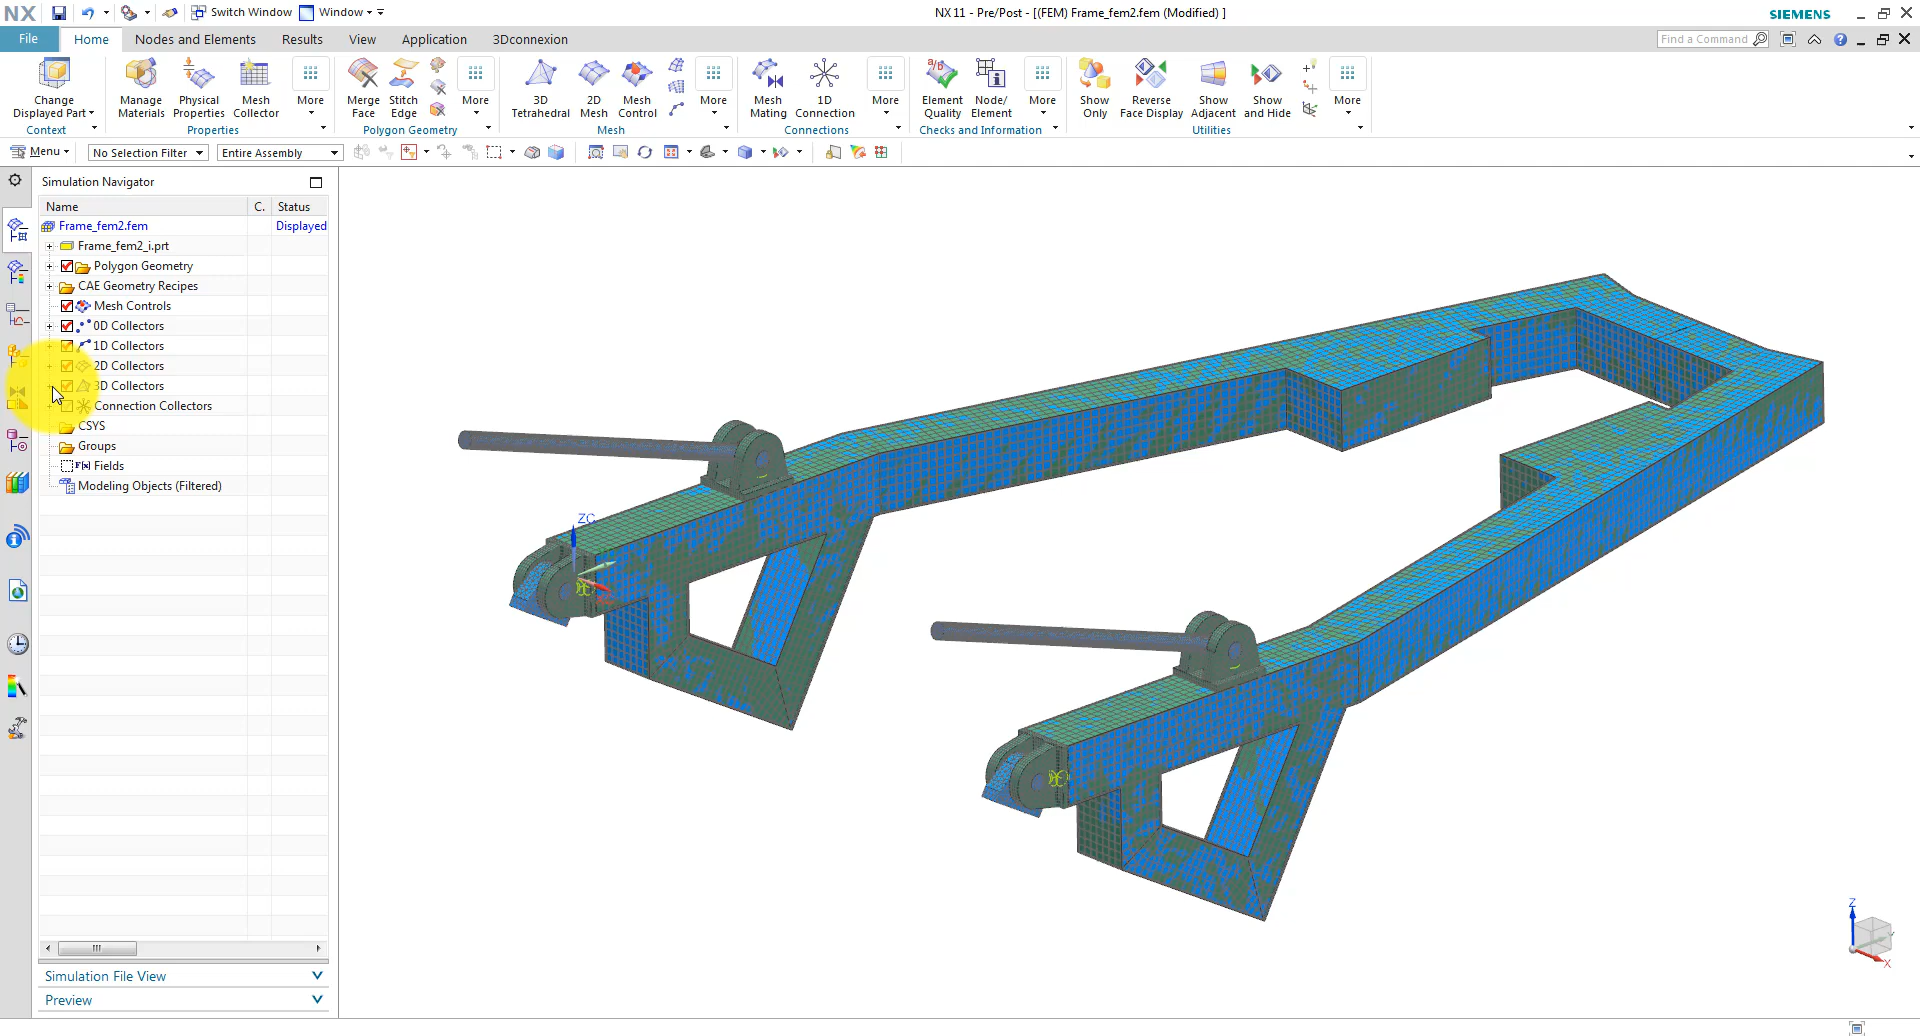 NX
Switch Window
Window
NX 11 - Pre/Post - [(FEM) Frame_fem2.fem (Modified) ]
SIEMENS
File
Home
Nodes and Elements
Results
View
Application
3Dconnexion
Find a Command
Change
Displayed Part
Manage
Materials
Physical
Properties
Mesh
Collector
More
Merge
Face
Stitch
Edge
More
3D
Tetrahedral
2D
Mesh
Mesh
Control
More
Mesh
Mating
1D
Connection
More
Element
Quality
Node/
Element
More
Show
Only
Reverse
Face Display
Show
Adjacent
Show
and Hide
More
Context
Properties
Polygon Geometry
Mesh
Connections
Checks and Information
Utilities
Menu
No Selection Filter
Entire Assembly
Simulation Navigator
Name
C.
Status
Frame_fem2.fem
Displayed
Frame_fem2_i.prt
Polygon Geometry
CAE Geometry Recipes
Mesh Controls
0D Collectors
1D Collectors
2D Collectors
3D Collectors
Connection Collectors
CSYS
Groups
Fields
Modeling Objects (Filtered)
Simulation File View
Preview
ZC
Z
X